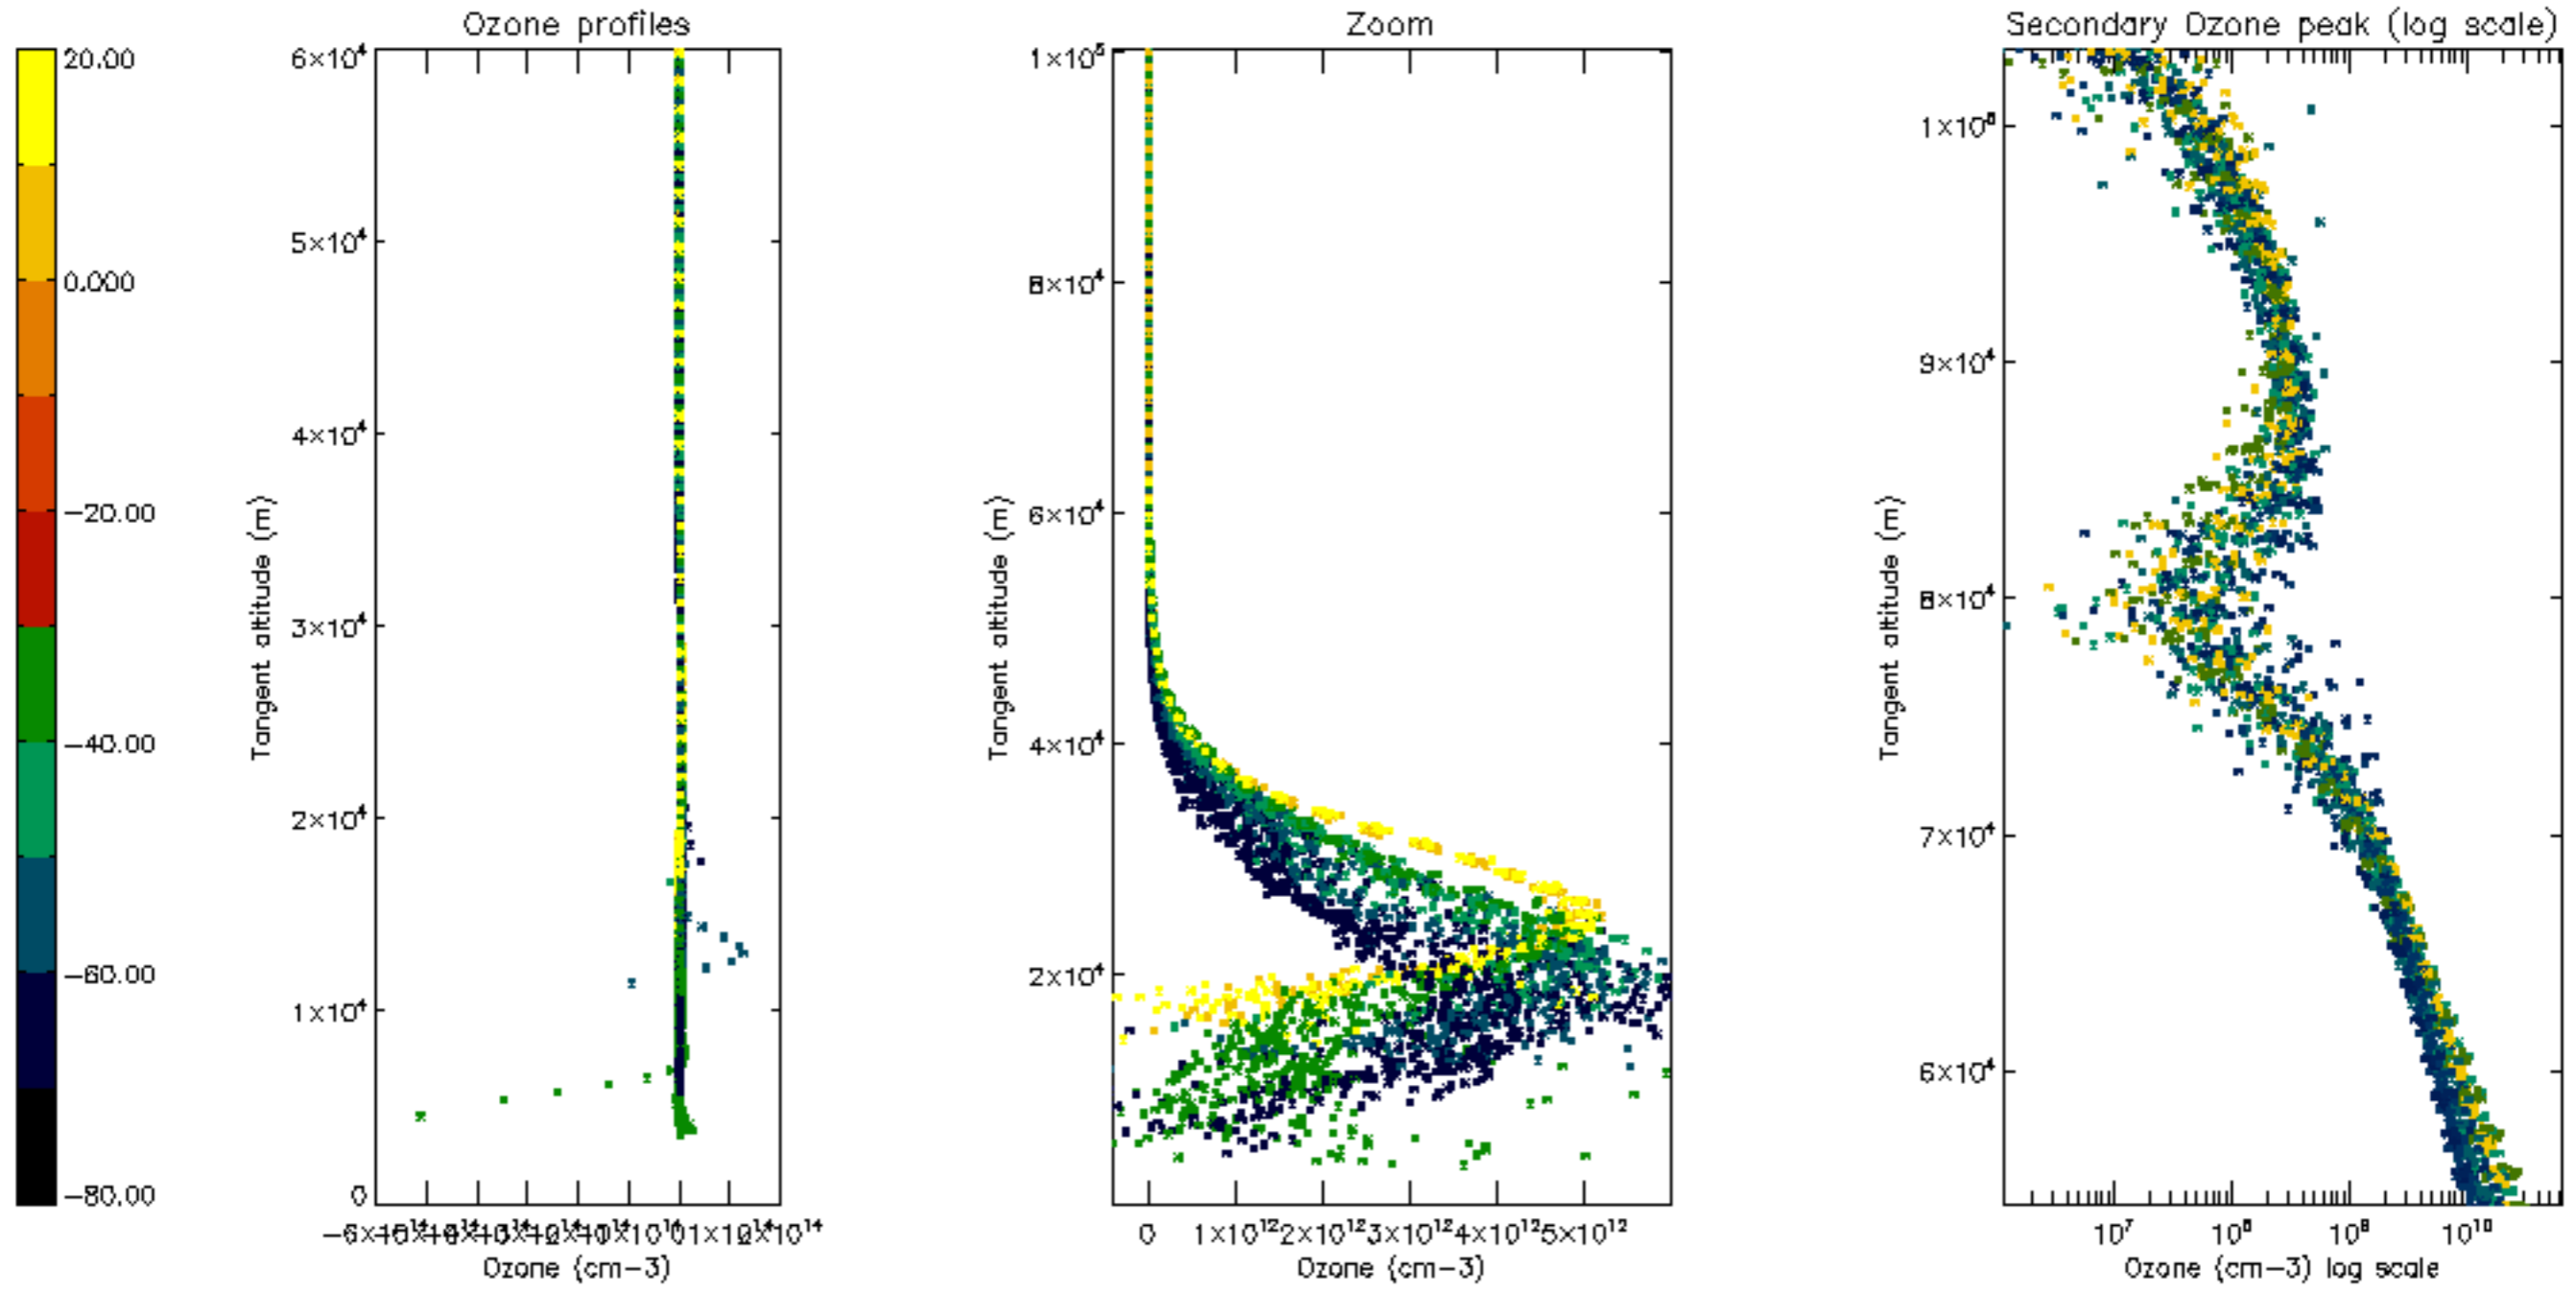 Ozone profiles
Zoom
Secondary Ozone peak (log scale)
20.00
0.000
−20.00
−40.00
−60.00
−80.00
6×10⁴
5×10⁴
4×10⁴
3×10⁴
2×10⁴
1×10⁴
0
Tangent altitude (m)
Ozone (cm−3)
1×10⁵
8×10⁴
6×10⁴
4×10⁴
2×10⁴
Tangent altitude (m)
0 1×10¹² 2×10¹² 3×10¹² 4×10¹² 5×10¹²
Ozone (cm−3)
1×10⁵
9×10⁴
8×10⁴
7×10⁴
6×10⁴
Tangent altitude (m)
10⁷ 10⁸ 10⁹ 10¹⁰
Ozone (cm−3) log scale